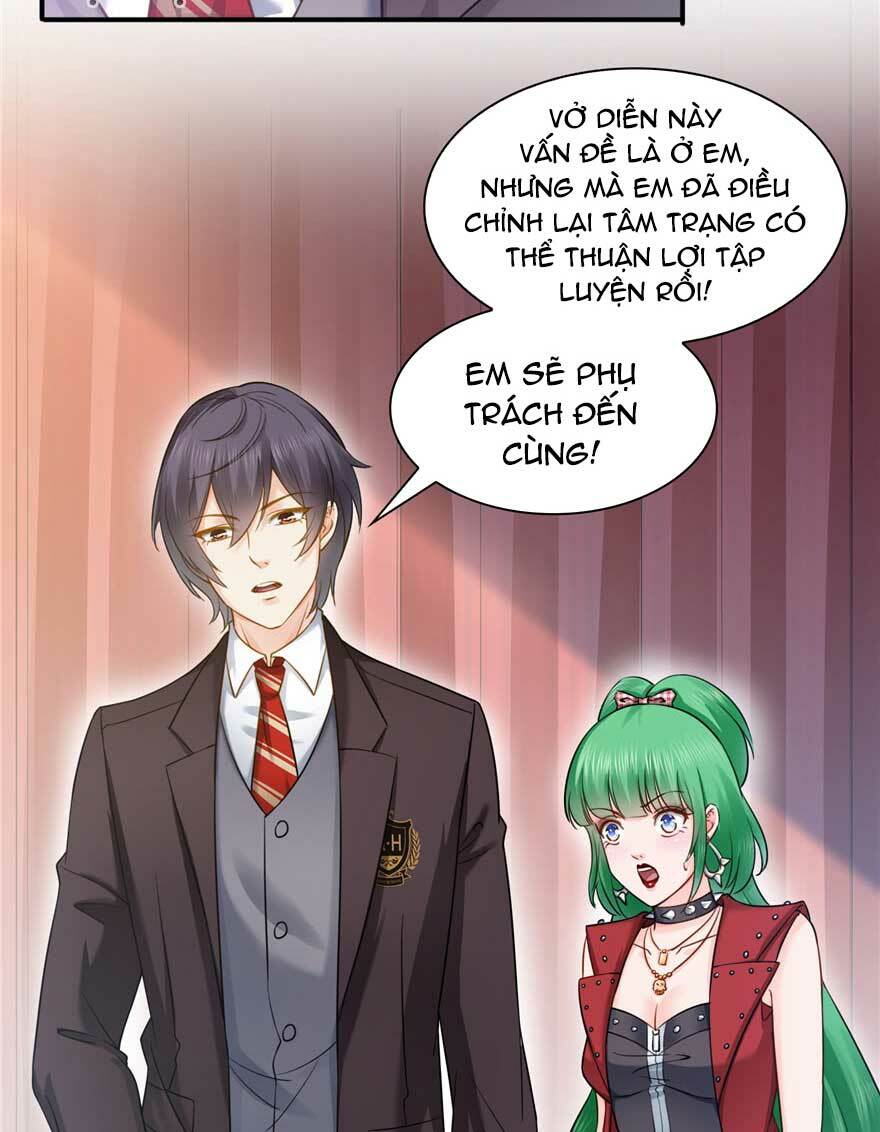 VỞ DIỄN NÀY
VẤN ĐỀ LÀ Ở EM,
NHƯNG MÀ EM ĐÃ ĐIỀU
CHỈNH LẠI TÂM TRẠNG CÓ
THỂ THUẬN LỢI TẬP
LUYỆN RỒI!
EM SẼ PHỤ
TRÁCH ĐẾN
CÙNG!